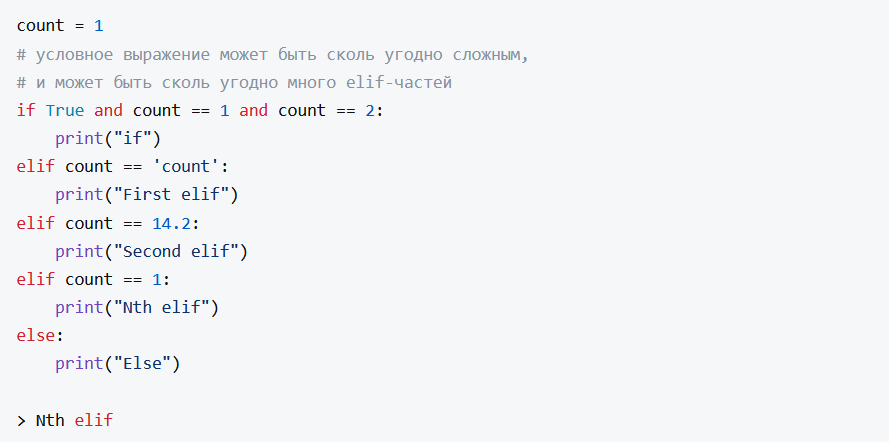 count = 1
# условное выражение может быть сколь угодно сложным,
# и может быть сколь угодно много elif-частей
if True and count == 1 and count == 2:
    print("if")
elif count == 'count':
    print("First elif")
elif count == 14.2:
    print("Second elif")
elif count == 1:
    print("Nth elif")
else:
    print("Else")

> Nth elif